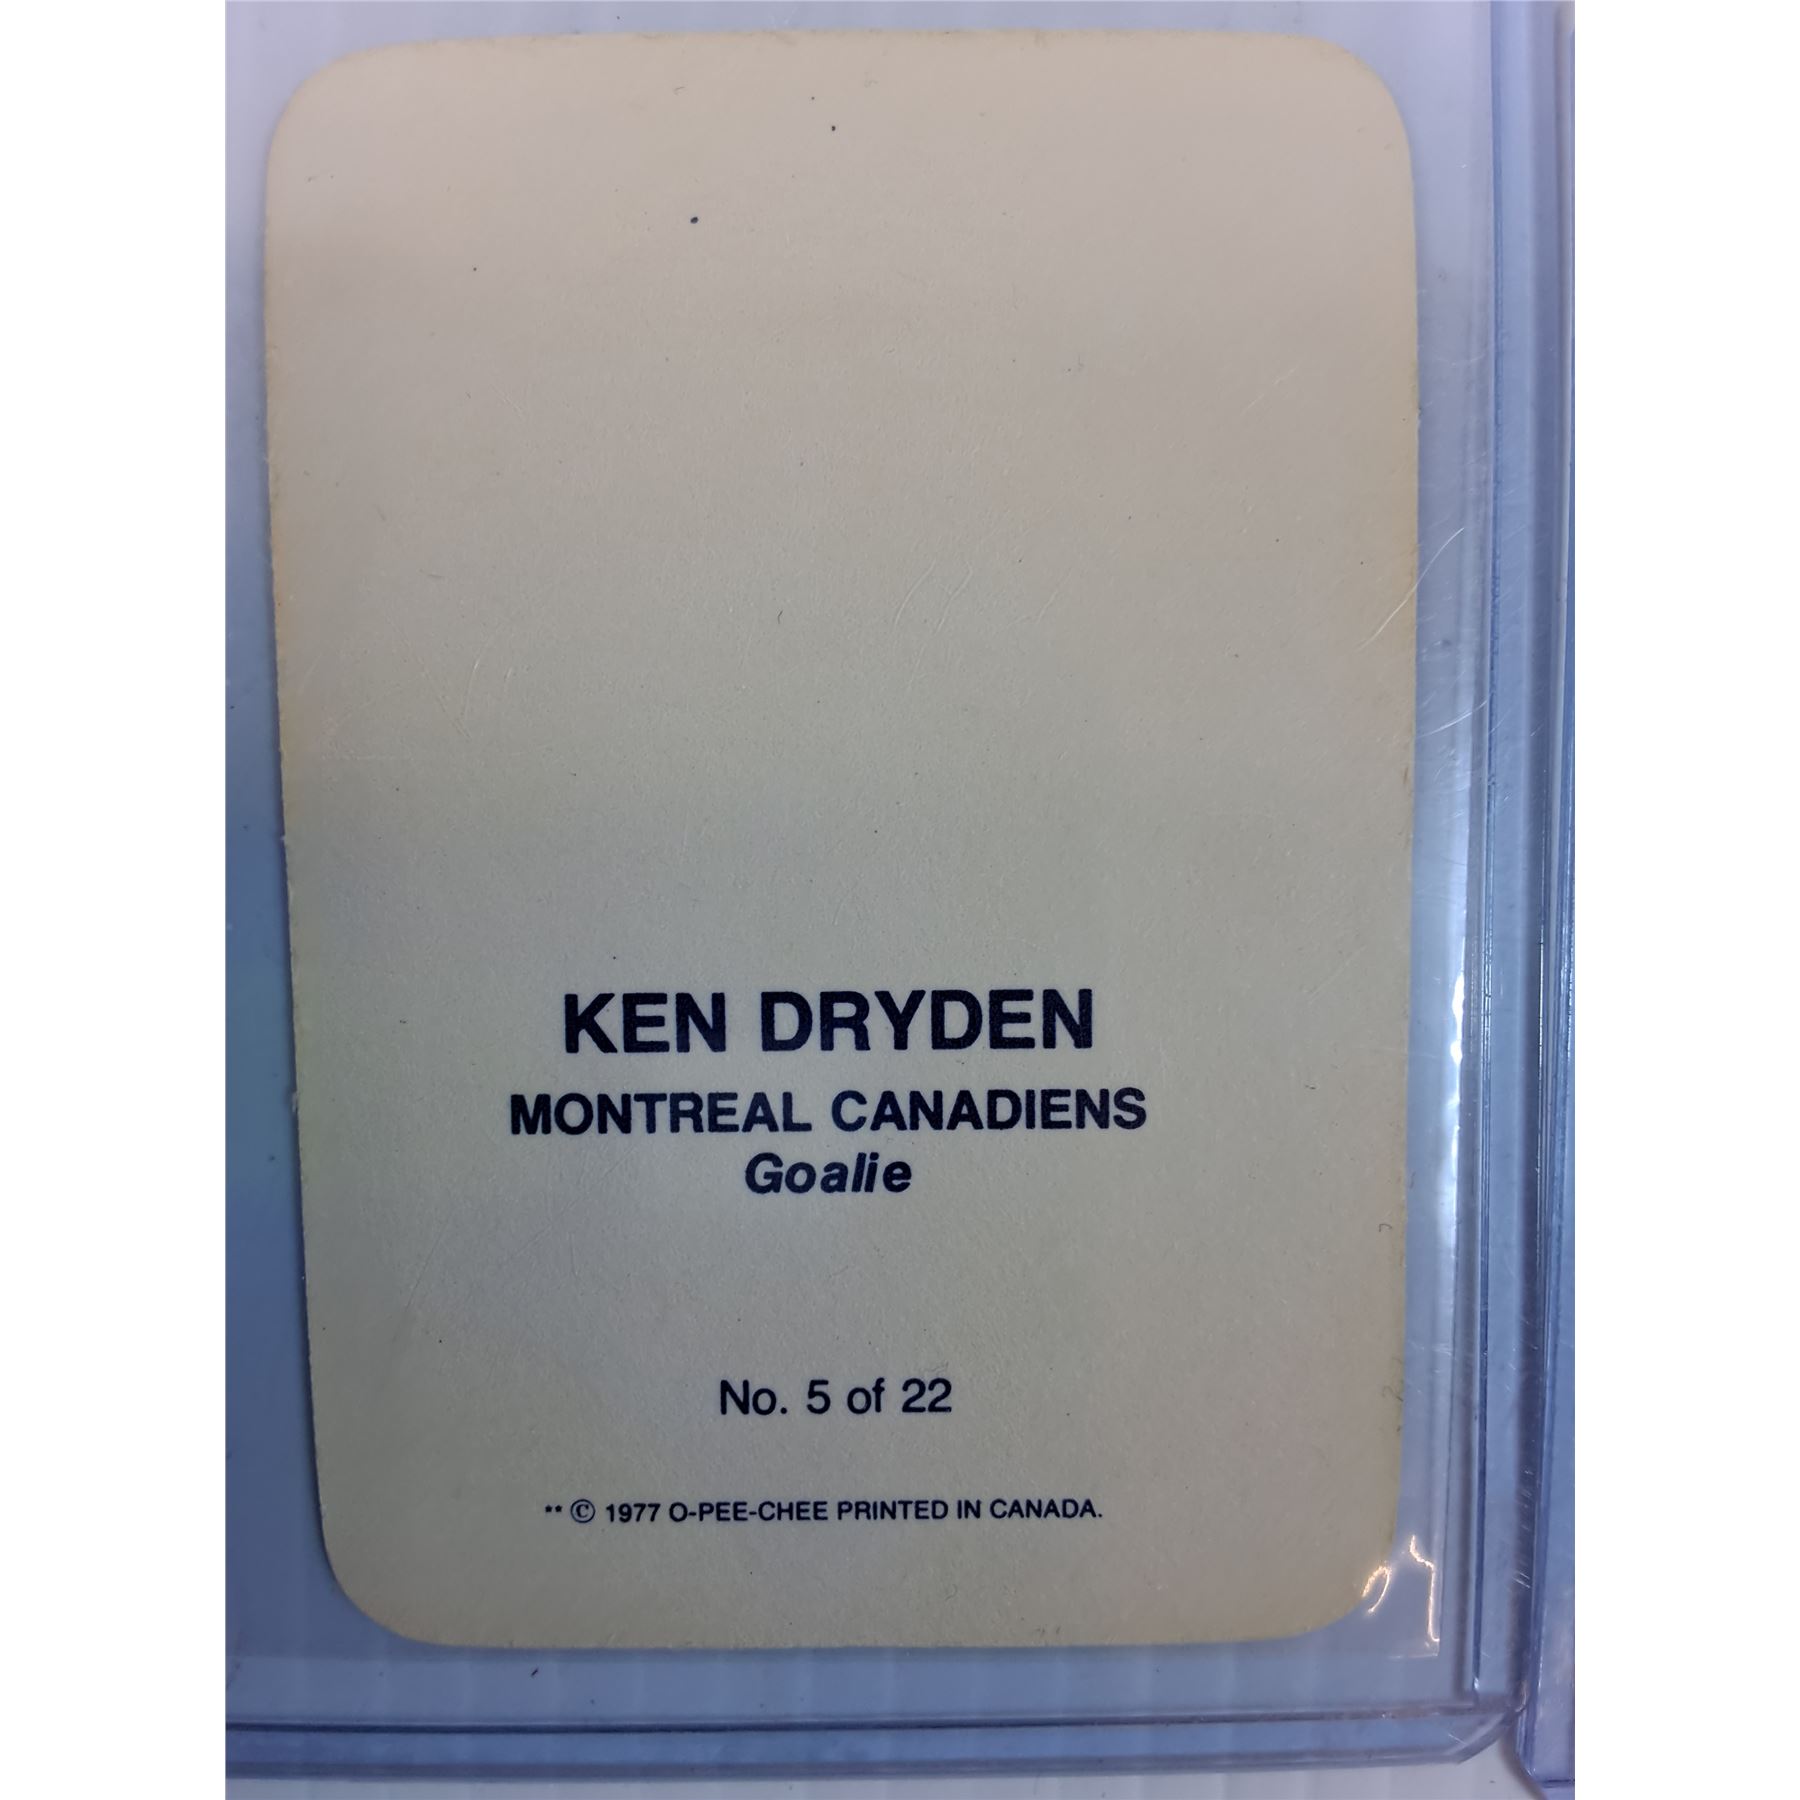 KEN DRYDEN
MONTREAL CANADIENS
Goalie
No. 5 of 22
** © 1977 O-PEE-CHEE PRINTED IN CANADA.